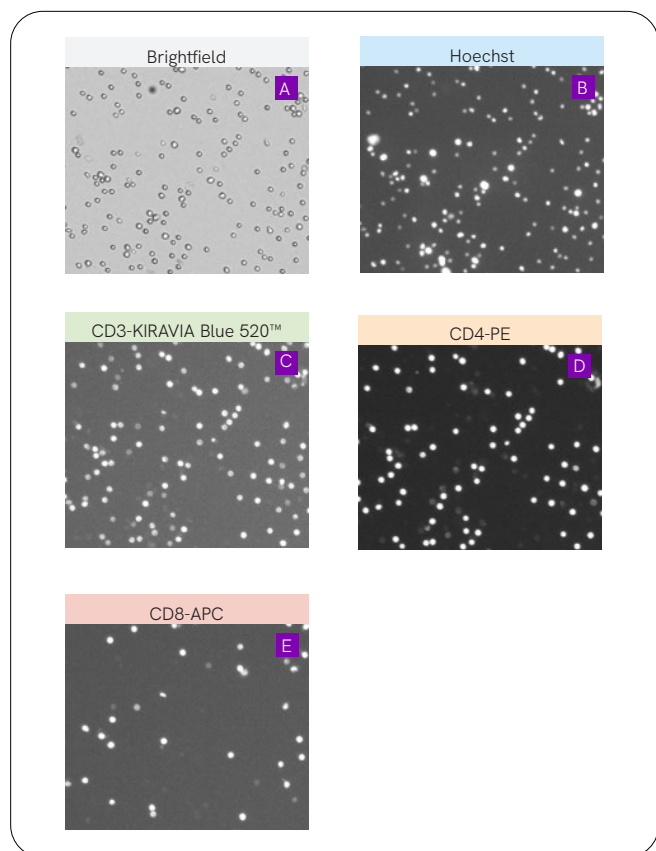 Brightfield
A
Hoechst
B
CD3-KIRAVIA Blue 520™
C
CD4-PE
D
CD8-APC
E